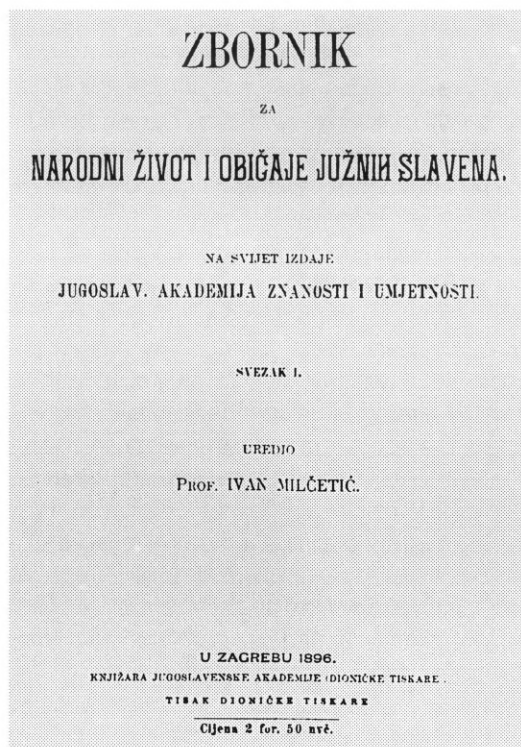 ZBORNIK
ZA
NARODNI ŽIVOT I OBIČAJE JUŽNIH SLAVENA.
NA SVIJET IZDAJE
JUGOSLAV. AKADEMIJA ZNANOSTI I UMJETNOSTI.
SVEZAK I.
UREDIO
PROF. IVAN MILČETIĆ.
U ZAGREBU 1896.
KNJIŽARA JUGOSLAVENSKE AKADEMIJE (DIONIČKE TISKARE).
TISAK DIONIČKE TISKARE
Cijena 2 for. 50 nvč.